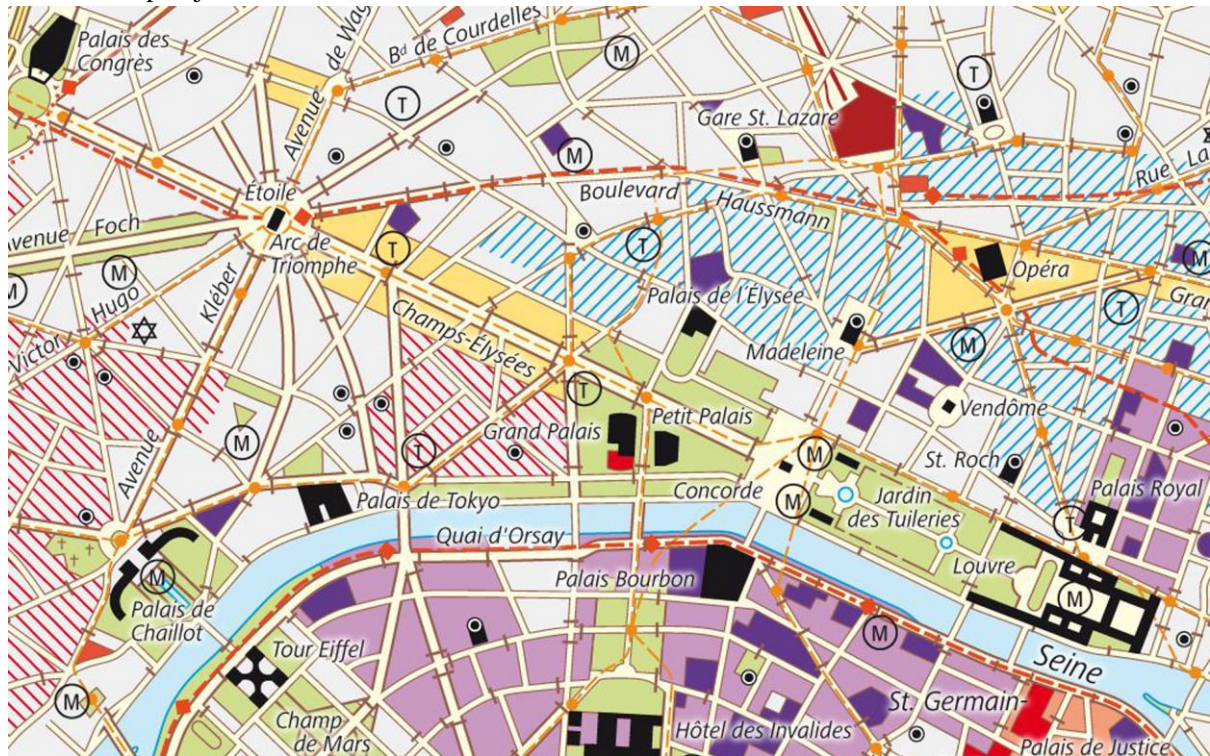 Palais des
Congrès
de Wag
Bd de Courdelles
Avenue
M
T
T
Gare St. Lazare
M
Etoile
Boulevard
Haussmann
Rue La
Avenue Foch
Arc de
Triomphe
T
T
Opéra
M
M
M
Hugo
Kléber
Palais de l'Élysée
Gran
Victor
Champs-Élysées
Madeleine
M
T
T
Petit Palais
Vendôme
M
Grand Palais
T
M
St. Roch
Avenue
Palais de Tokyo
Concorde
M
Jardin
des Tuileries
Palais Royal
T
Quai d'Orsay
Louvre
M
Palais Bourbon
M
Palais de
Chaillot
M
Tour Eiffel
Seine
M
Champ
de Mars
Hôtel des Invalides
M
St. Germain-
Palais de Justice